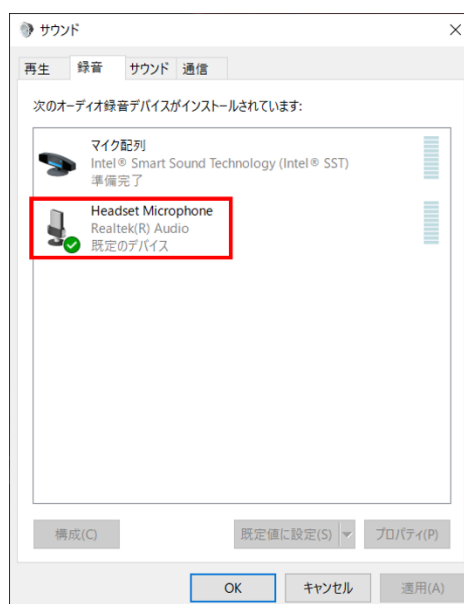 サウンド
再生 録音 サウンド 通信
次のオーディオ録音デバイスがインストールされています:
マイク配列
Intel® Smart Sound Technology (Intel® SST)
準備完了
Headset Microphone
Realtek(R) Audio
既定のデバイス
構成(C) 既定値に設定(S) プロパティ(P)
OK キャンセル 適用(A)